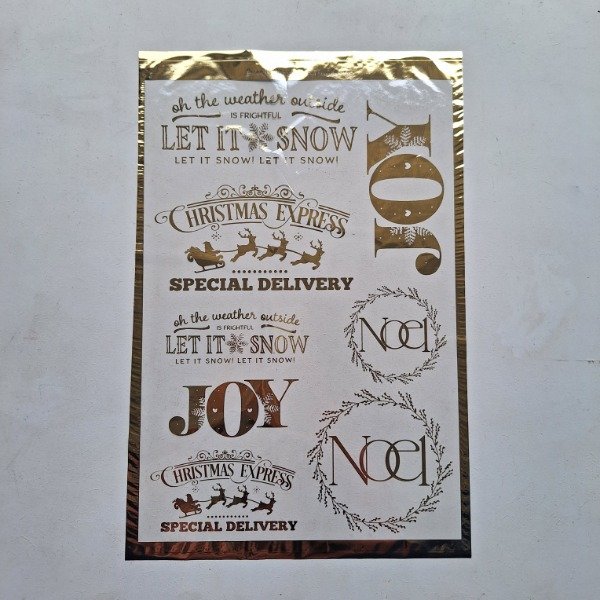 oh the weather outside
IS FRIGHTFUL
LET IT SNOW
LET IT SNOW! LET IT SNOW!
JOY
CHRISTMAS EXPRESS
SPECIAL DELIVERY
oh the weather outside
IS FRIGHTFUL
LET IT SNOW
LET IT SNOW! LET IT SNOW!
Noel
JOY
Noel
CHRISTMAS EXPRESS
SPECIAL DELIVERY